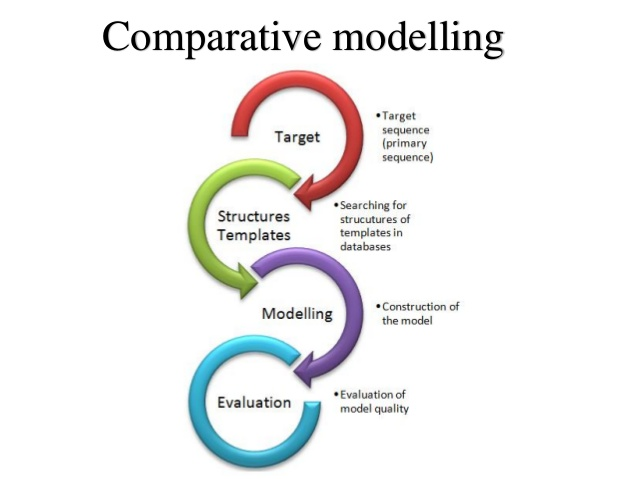 Comparative modelling
Target
•Target
sequence
(primary
sequence)
Structures
Templates
•Searching for
strucutures of
templates in
databases
Modelling
•Construction of
the model
Evaluation
•Evaluation of
model quality